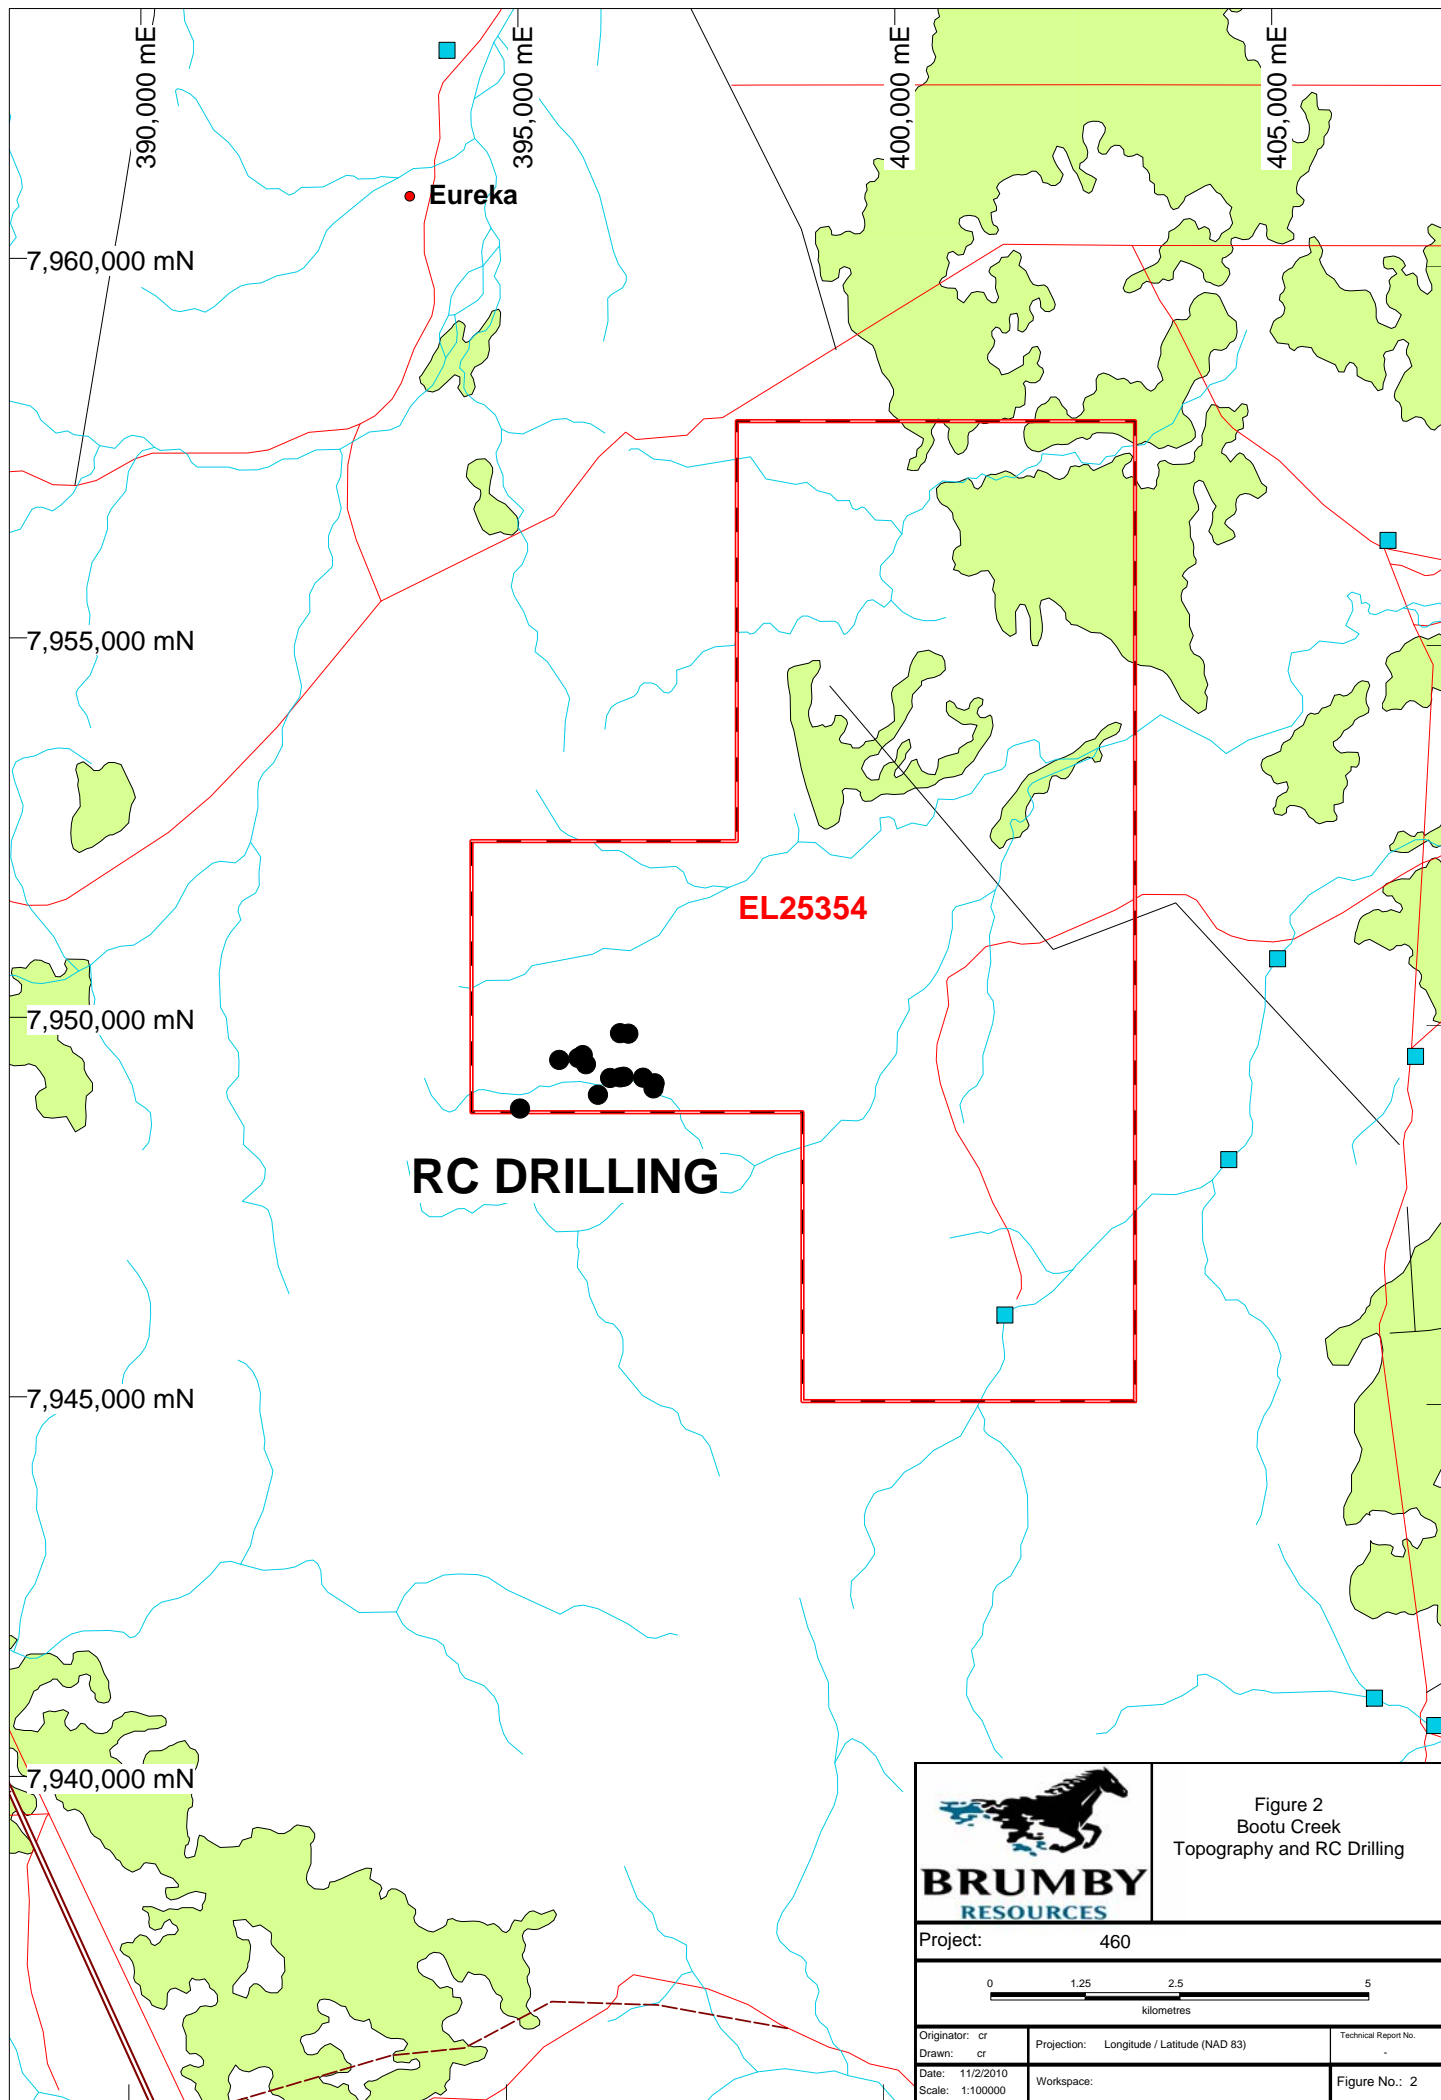 390,000 mE
395,000 mE
400,000 mE
405,000 mE
Eureka
7,960,000 mN
7,955,000 mN
EL25354
7,950,000 mN
RC DRILLING
7,945,000 mN
7,940,000 mN
BRUMBY
RESOURCES
Figure 2
Bootu Creek
Topography and RC Drilling
Project: 460
0 1.25 2.5 5
kilometres
Originator: cr
Drawn: cr
Projection: Longitude / Latitude (NAD 83)
Technical Report No.
-
Date: 11/2/2010
Scale: 1:100000
Workspace:
Figure No.: 2